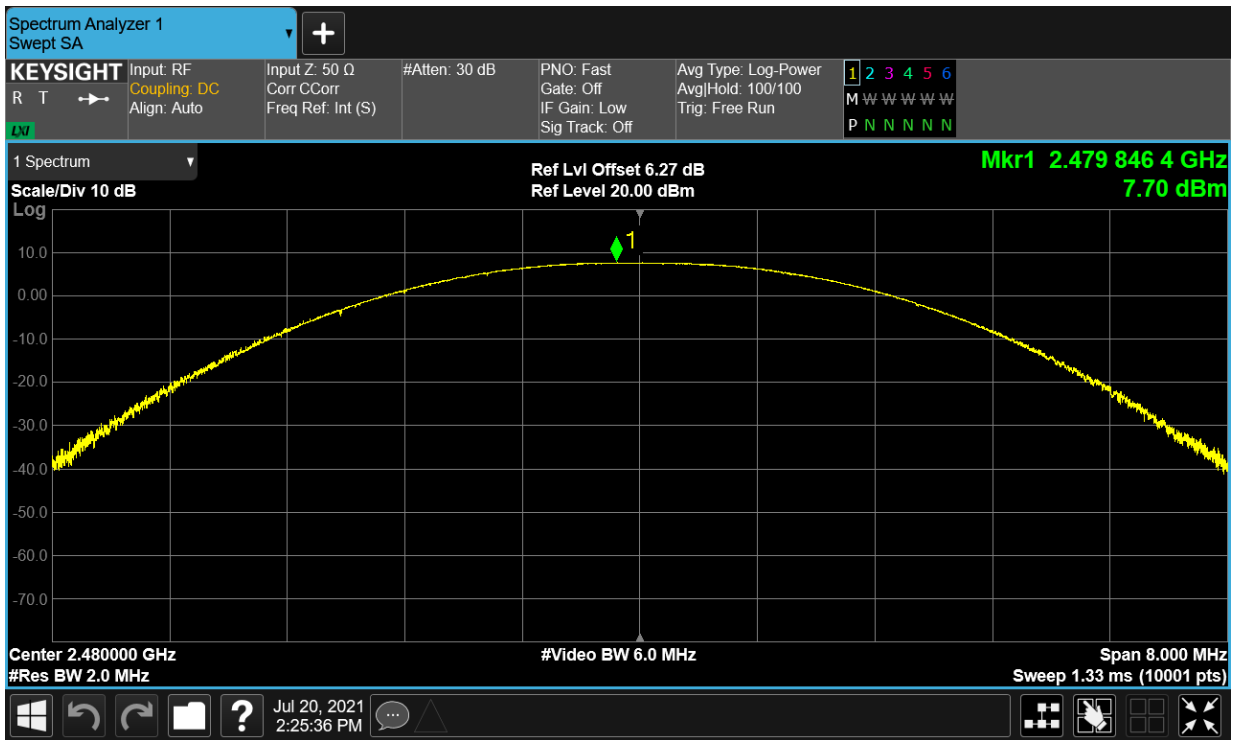 Spectrum Analyzer 1
Swept SA
KEYSIGHT
R T
LXI
Input: RF
Coupling: DC
Align: Auto
Input Z: 50 Ω
Corr CCorr
Freq Ref: Int (S)
#Atten: 30 dB
PNO: Fast
Gate: Off
IF Gain: Low
Sig Track: Off
Avg Type: Log-Power
Avg|Hold: 100/100
Trig: Free Run
1 2 3 4 5 6
M W W W W W
P N N N N N
1 Spectrum
Scale/Div 10 dB
Log
Ref Lvl Offset 6.27 dB
Ref Level 20.00 dBm
Mkr1 2.479 846 4 GHz
7.70 dBm
1
10.0
0.00
-10.0
-20.0
-30.0
-40.0
-50.0
-60.0
-70.0
Center 2.480000 GHz
#Res BW 2.0 MHz
#Video BW 6.0 MHz
Span 8.000 MHz
Sweep 1.33 ms (10001 pts)
?
Jul 20, 2021
2:25:36 PM